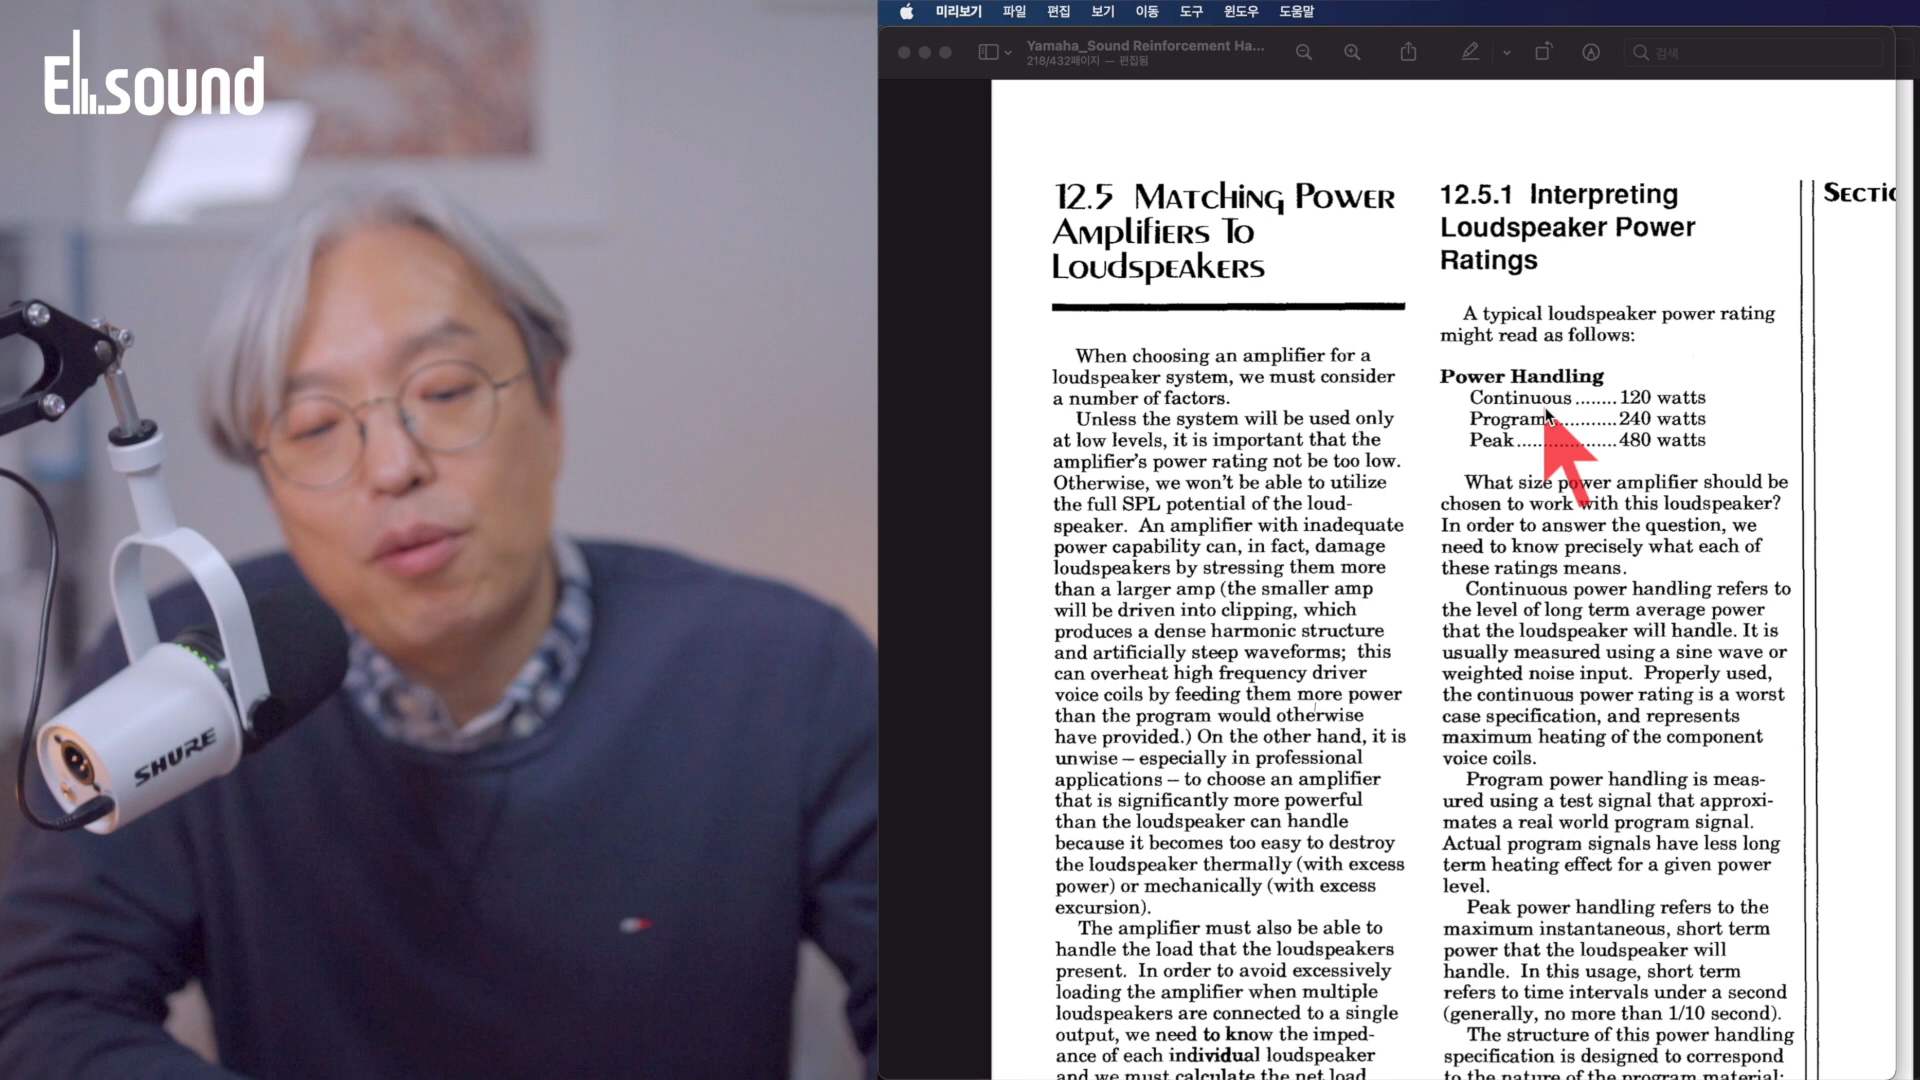 El.sound
SHURE
미리보기 파일 편집 보기 이동 도구 윈도우 도움말
Yamaha_Sound Reinforcement Ha...
218/432페이지 — 편집됨
검색
12.5 Matching Power
Amplifiers To
Loudspeakers
When choosing an amplifier for a
loudspeaker system, we must consider
a number of factors.
Unless the system will be used only
at low levels, it is important that the
amplifier's power rating not be too low.
Otherwise, we won't be able to utilize
the full SPL potential of the loud-
speaker. An amplifier with inadequate
power capability can, in fact, damage
loudspeakers by stressing them more
than a larger amp (the smaller amp
will be driven into clipping, which
produces a dense harmonic structure
and artificially steep waveforms; this
can overheat high frequency driver
voice coils by feeding them more power
than the program would otherwise
have provided.) On the other hand, it is
unwise – especially in professional
applications – to choose an amplifier
that is significantly more powerful
than the loudspeaker can handle
because it becomes too easy to destroy
the loudspeaker thermally (with excess
power) or mechanically (with excess
excursion).
The amplifier must also be able to
handle the load that the loudspeakers
present. In order to avoid excessively
loading the amplifier when multiple
loudspeakers are connected to a single
output, we need to know the imped-
ance of each individual loudspeaker
and we must calculate the net load
12.5.1 Interpreting
Loudspeaker Power
Ratings
A typical loudspeaker power rating
might read as follows:
Power Handling
Continuous ........ 120 watts
Program ........... 240 watts
Peak ................. 480 watts
What size power amplifier should be
chosen to work with this loudspeaker?
In order to answer the question, we
need to know precisely what each of
these ratings means.
Continuous power handling refers to
the level of long term average power
that the loudspeaker will handle. It is
usually measured using a sine wave or
weighted noise input. Properly used,
the continuous power rating is a worst
case specification, and represents
maximum heating of the component
voice coils.
Program power handling is meas-
ured using a test signal that approxi-
mates a real world program signal.
Actual program signals have less long
term heating effect for a given power
level.
Peak power handling refers to the
maximum instantaneous, short term
power that the loudspeaker will
handle. In this usage, short term
refers to time intervals under a second
(generally, no more than 1/10 second).
The structure of this power handling
specification is designed to correspond
to the nature of the program material;
Sectio